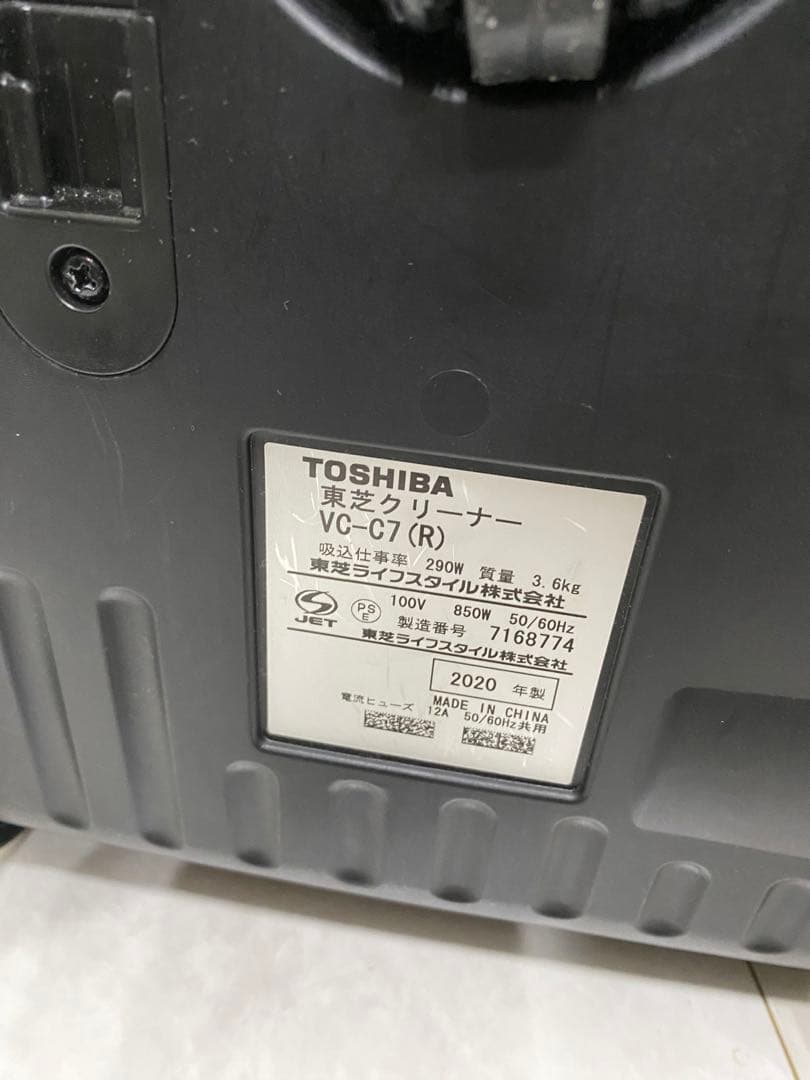 TOSHIBA
東芝クリーナー
VC-C7(R)
吸込仕事率 290W 質量 3.6kg
東芝ライフスタイル株式会社
JET PSE 100V 850W 50/60Hz
製造番号 7168774
東芝ライフスタイル株式会社
2020 年製
MADE IN CHINA
電流ヒューズ 12A 50/60Hz共用